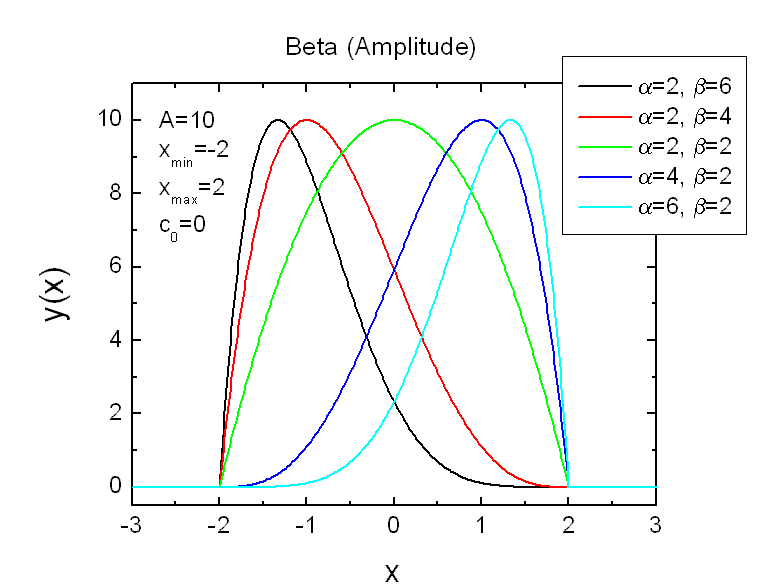 Beta (Amplitude)
α=2, β=6
α=2, β=4
α=2, β=2
α=4, β=2
α=6, β=2
A=10
xmin=-2
xmax=2
c0=0
10
8
6
4
2
0
y(x)
-3 -2 -1 0 1 2 3
x